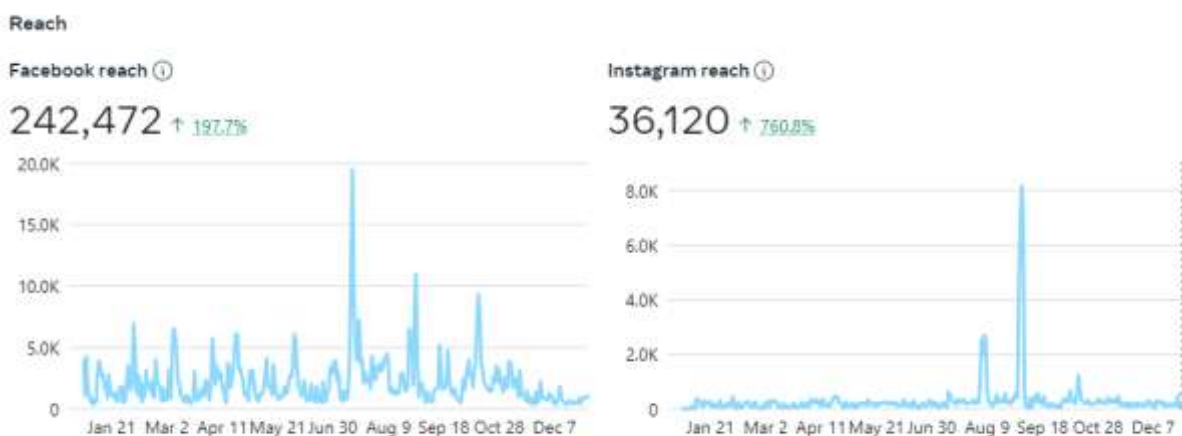 Reach
Facebook reach
242,472 ↑ 197.7%
20.0K
15.0K
10.0K
5.0K
0
Jan 21 Mar 2 Apr 11 May 21 Jun 30 Aug 9 Sep 18 Oct 28 Dec 7
Instagram reach
36,120 ↑ 760.8%
8.0K
6.0K
4.0K
2.0K
0
Jan 21 Mar 2 Apr 11 May 21 Jun 30 Aug 9 Sep 18 Oct 28 Dec 7